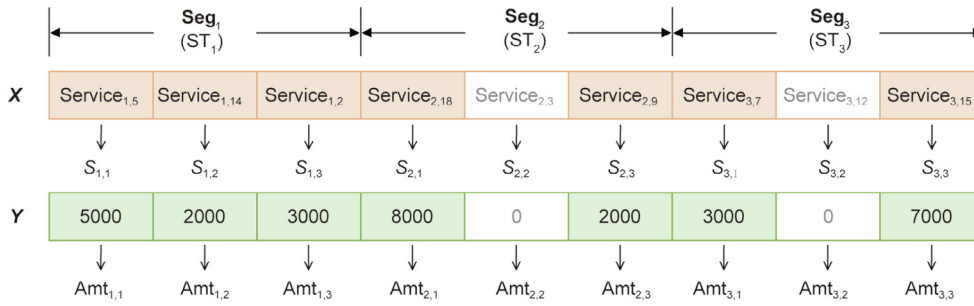 Seg₁ Seg₂ Seg₃
(ST₁) (ST₂) (ST₃)
X Service₁,₅ Service₁,₁₄ Service₁,₂ Service₂,₁₈ Service₂,₃ Service₂,₉ Service₃,₇ Service₃,₁₂ Service₃,₁₅
S₁,₁ S₁,₂ S₁,₃ S₂,₁ S₂,₂ S₂,₃ S₃,₁ S₃,₂ S₃,₃
Y 5000 2000 3000 8000 0 2000 3000 0 7000
Amt₁,₁ Amt₁,₂ Amt₁,₃ Amt₂,₁ Amt₂,₂ Amt₂,₃ Amt₃,₁ Amt₃,₂ Amt₃,₃